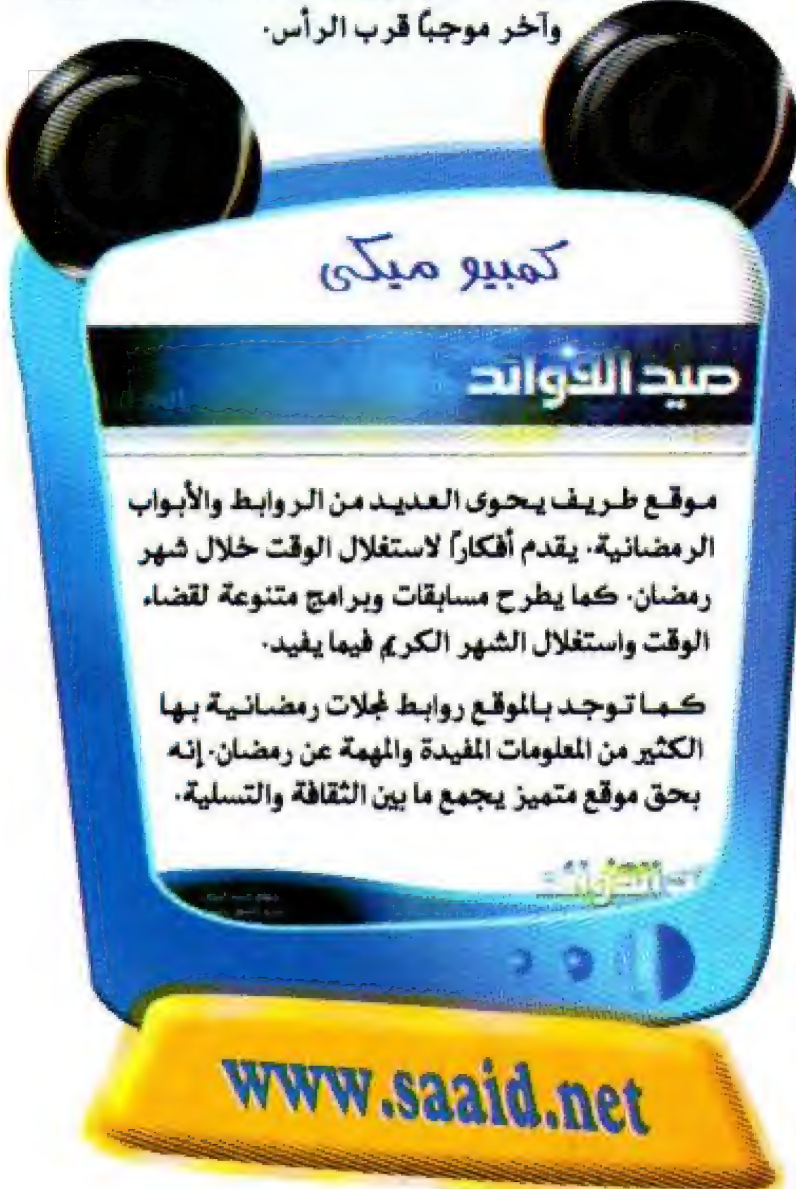 وآخر موجباً قرب الرأس.
كمبيو ميكى
صيد الفوائد
موقع طريف يحوى العديد من الروابط والأبواب
الرمضانية. يقدم أفكاراً لاستغلال الوقت خلال شهر
رمضان. كما يطرح مسابقات وبرامج متنوعة لقضاء
الوقت واستغلال الشهر الكريم فيما يفيد.
كما توجد بالموقع روابط لمجلات رمضانية بها
الكثير من المعلومات المفيدة والمهمة عن رمضان. إنه
بحق موقع متميز يجمع ما بين الثقافة والتسلية.
www.saaid.net